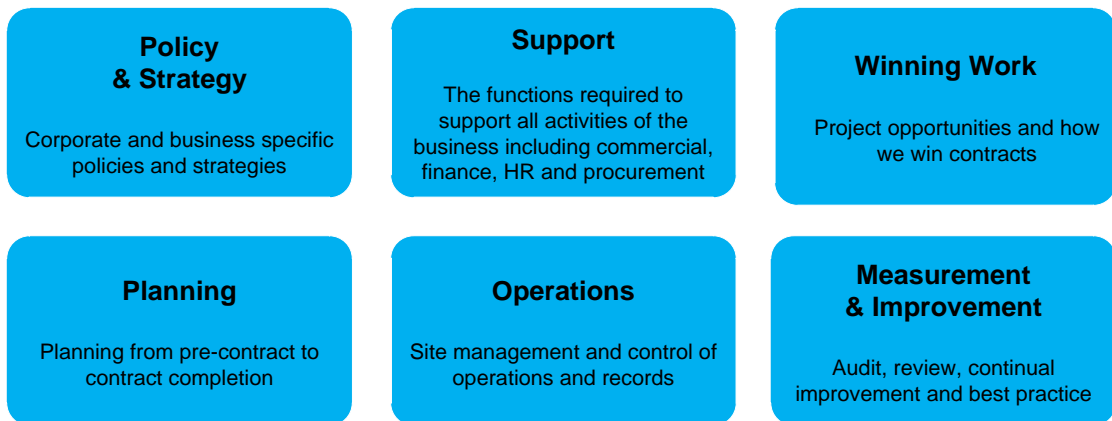 Policy
& Strategy
Corporate and business specific
policies and strategies
Support
The functions required to
support all activities of the
business including commercial,
finance, HR and procurement
Winning Work
Project opportunities and how
we win contracts
Planning
Planning from pre-contract to
contract completion
Operations
Site management and control of
operations and records
Measurement
& Improvement
Audit, review, continual
improvement and best practice